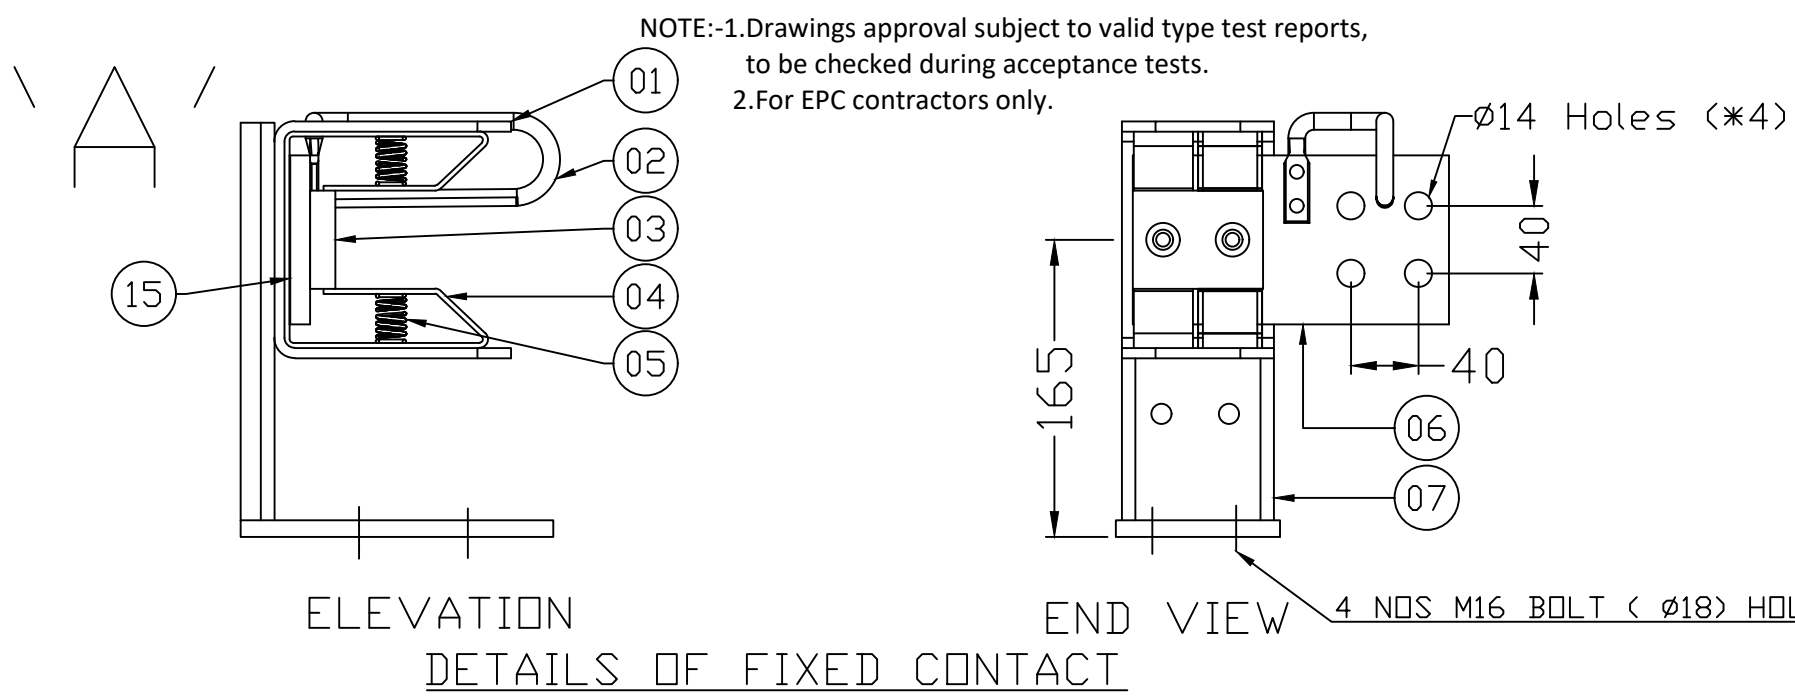 NOTE:-1.Drawings approval subject to valid type test reports,
to be checked during acceptance tests.
2.For EPC contractors only.
01
02
03
04
05
15
Ø14 Holes (*4)
40
40
165
06
07
ELEVATION
END VIEW
4 NOS M16 BOLT ( Ø18) HOL
DETAILS OF FIXED CONTACT